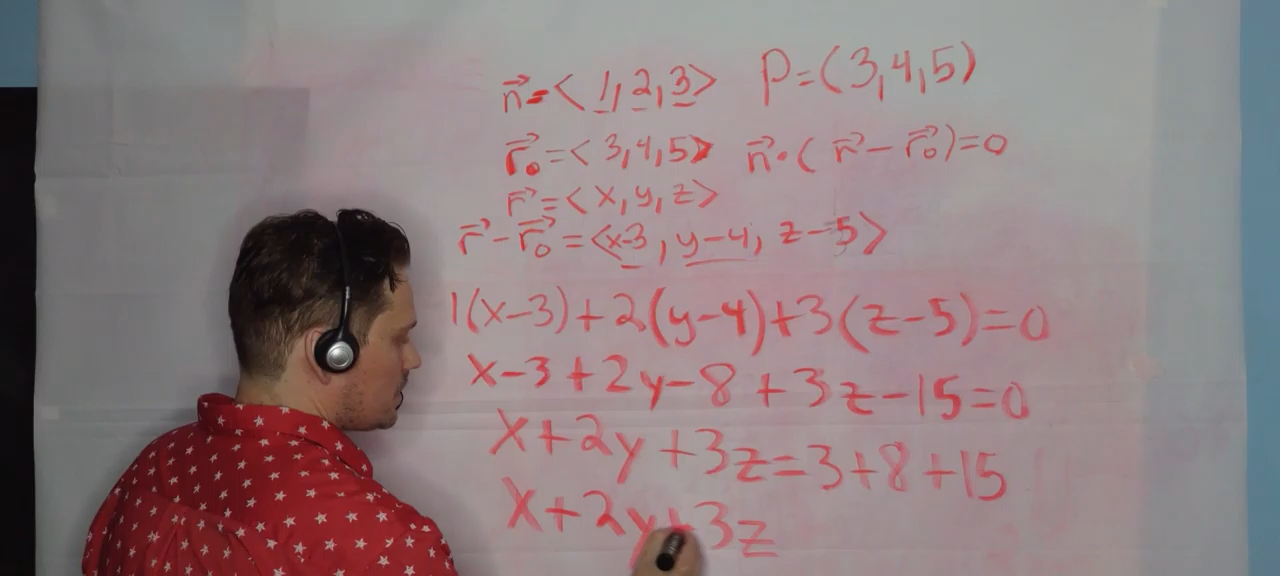 n⃗=<1,2,3> P=(3,4,5)
r⃗₀=<3,4,5> n⃗•(r⃗-r⃗₀)=0
r⃗=<x,y,z>
r⃗-r⃗₀=<x-3,y-4,z-5>
1(x-3)+2(y-4)+3(z-5)=0
x-3+2y-8+3z-15=0
x+2y+3z=3+8+15
x+2y+3z